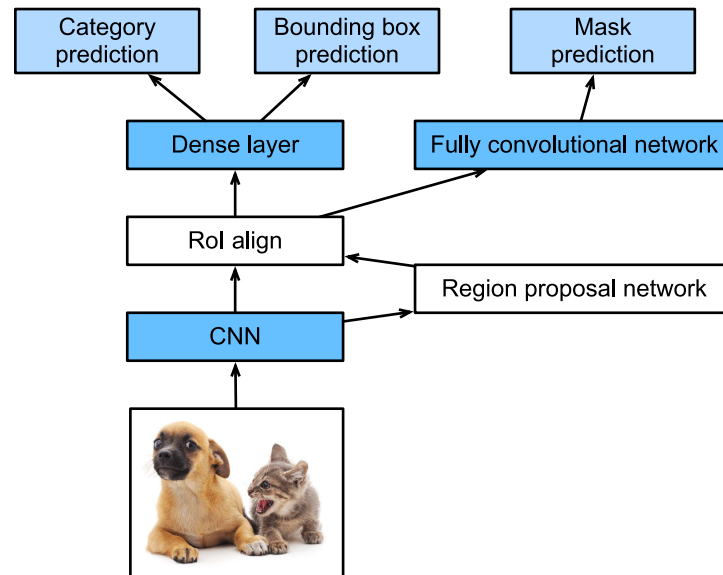 Category
prediction
Bounding box
prediction
Mask
prediction
Dense layer
Fully convolutional network
RoI align
Region proposal network
CNN